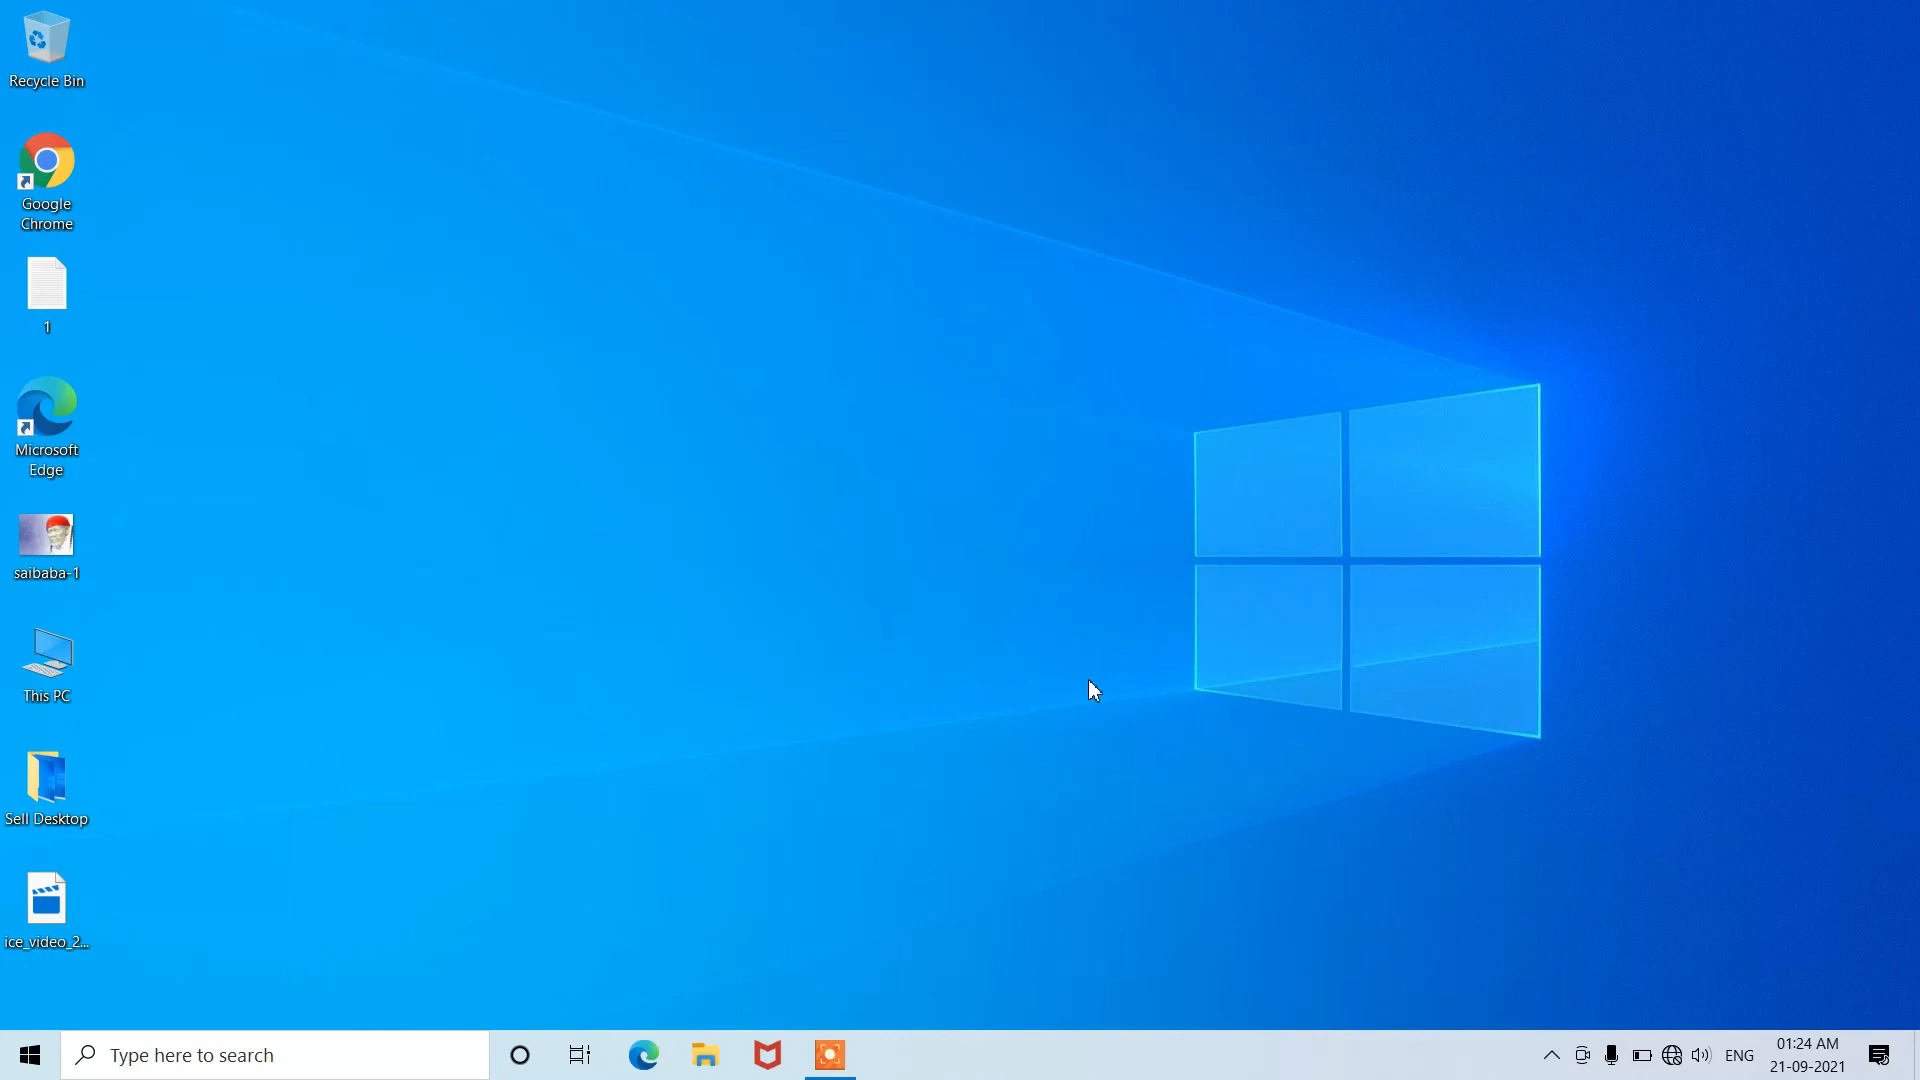 Recycle Bin
Google
Chrome
1
Microsoft
Edge
saibaba-1
This PC
Sell Desktop
ice_video_2...
Type here to search
ENG
01:24 AM
21-09-2021